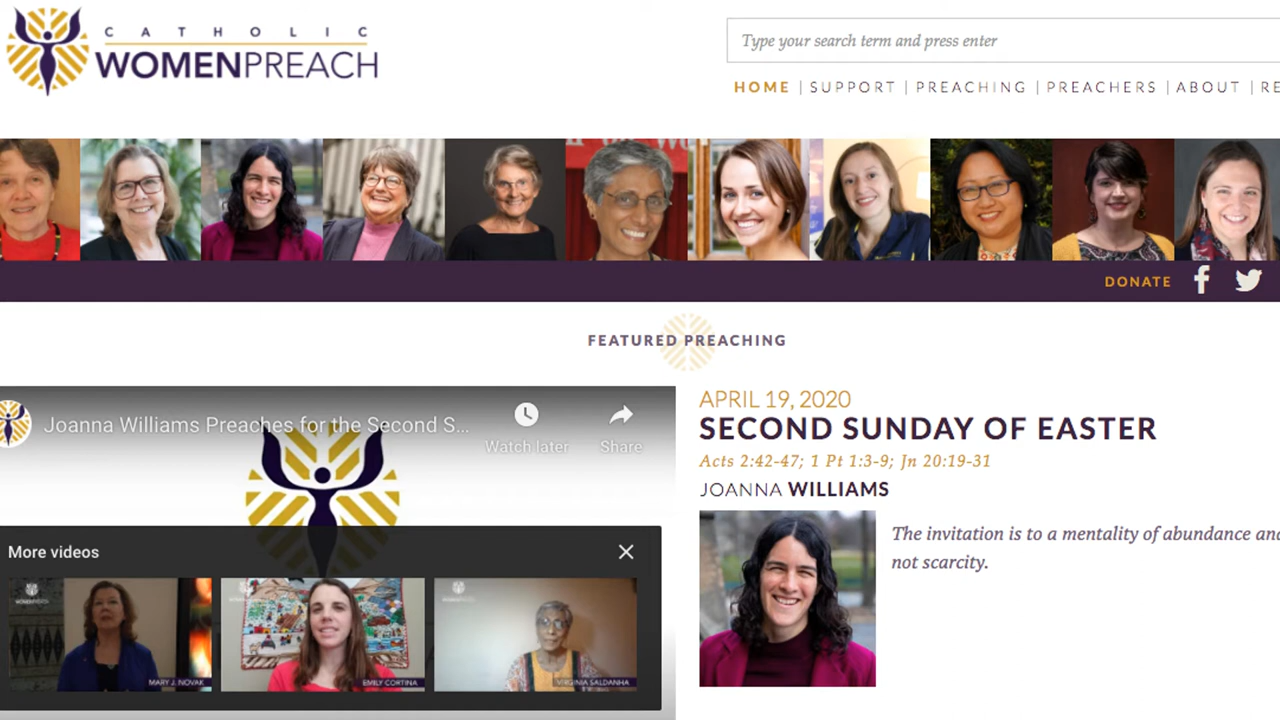 CATHOLIC
WOMENPREACH
Type your search term and press enter
HOME | SUPPORT | PREACHING | PREACHERS | ABOUT | RE
DONATE
FEATURED PREACHING
Joanna Williams Preaches for the Second S...
Watch later
Share
More videos
MARY J. NOVAK
EMILY CORTINA
VIRGINIA SALDANHA
APRIL 19, 2020
SECOND SUNDAY OF EASTER
Acts 2:42-47; 1 Pt 1:3-9; Jn 20:19-31
JOANNA WILLIAMS
The invitation is to a mentality of abundance and
not scarcity.